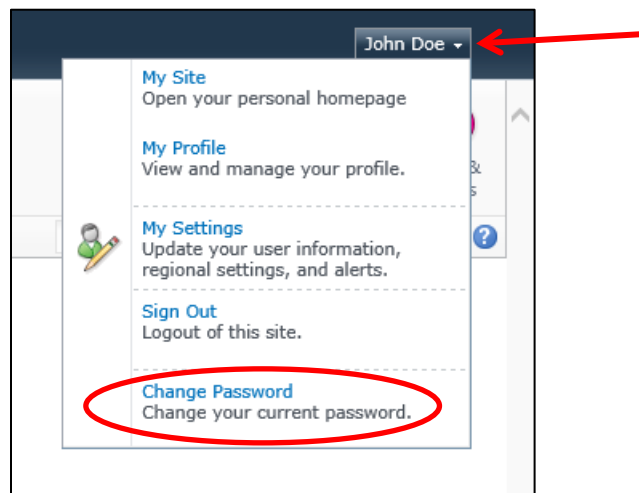 John Doe
My Site
Open your personal homepage
My Profile
View and manage your profile.
&
s
My Settings
Update your user information,
regional settings, and alerts.
?
Sign Out
Logout of this site.
Change Password
Change your current password.